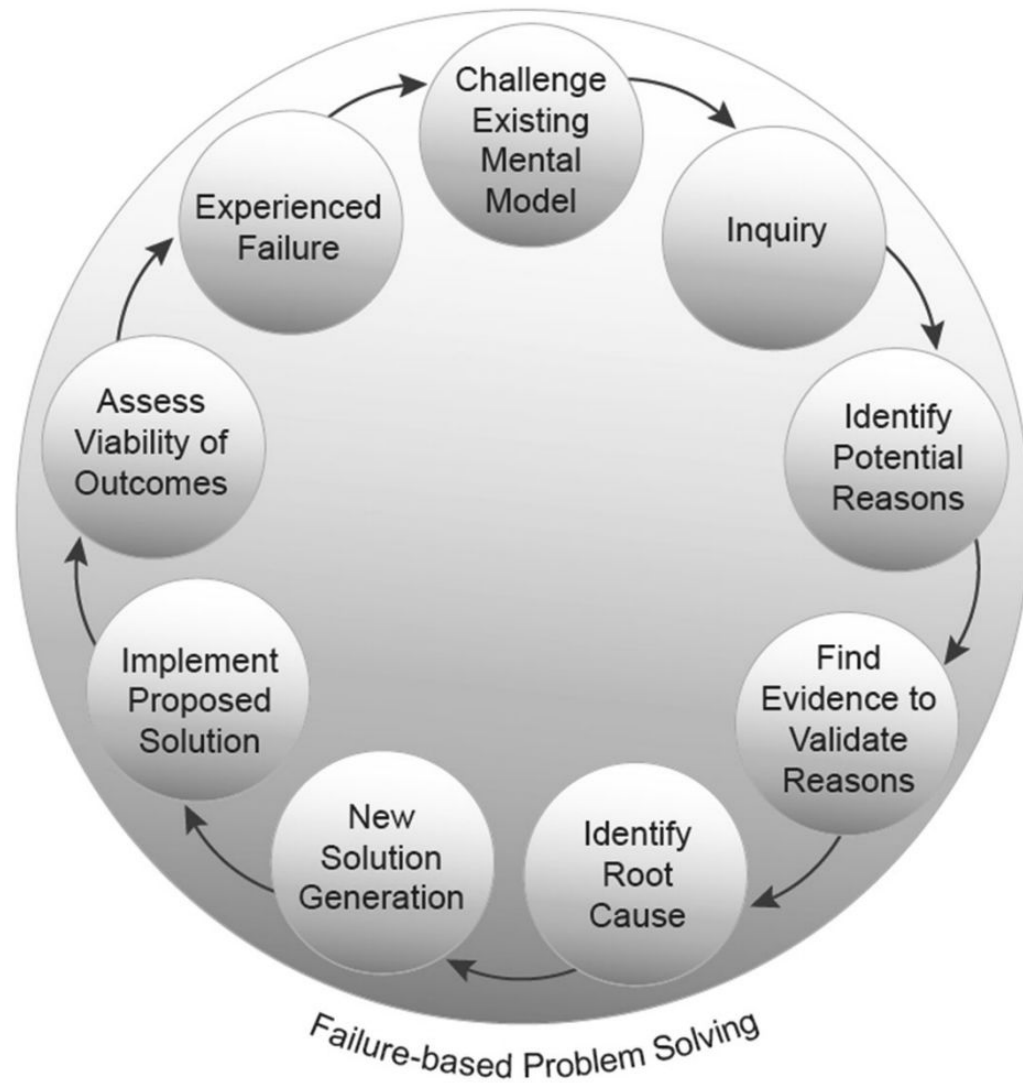 Challenge
Existing
Mental
Model
Inquiry
Identify
Potential
Reasons
Find
Evidence to
Validate
Reasons
Identify
Root
Cause
New
Solution
Generation
Implement
Proposed
Solution
Assess
Viability of
Outcomes
Experienced
Failure
Failure-based Problem Solving